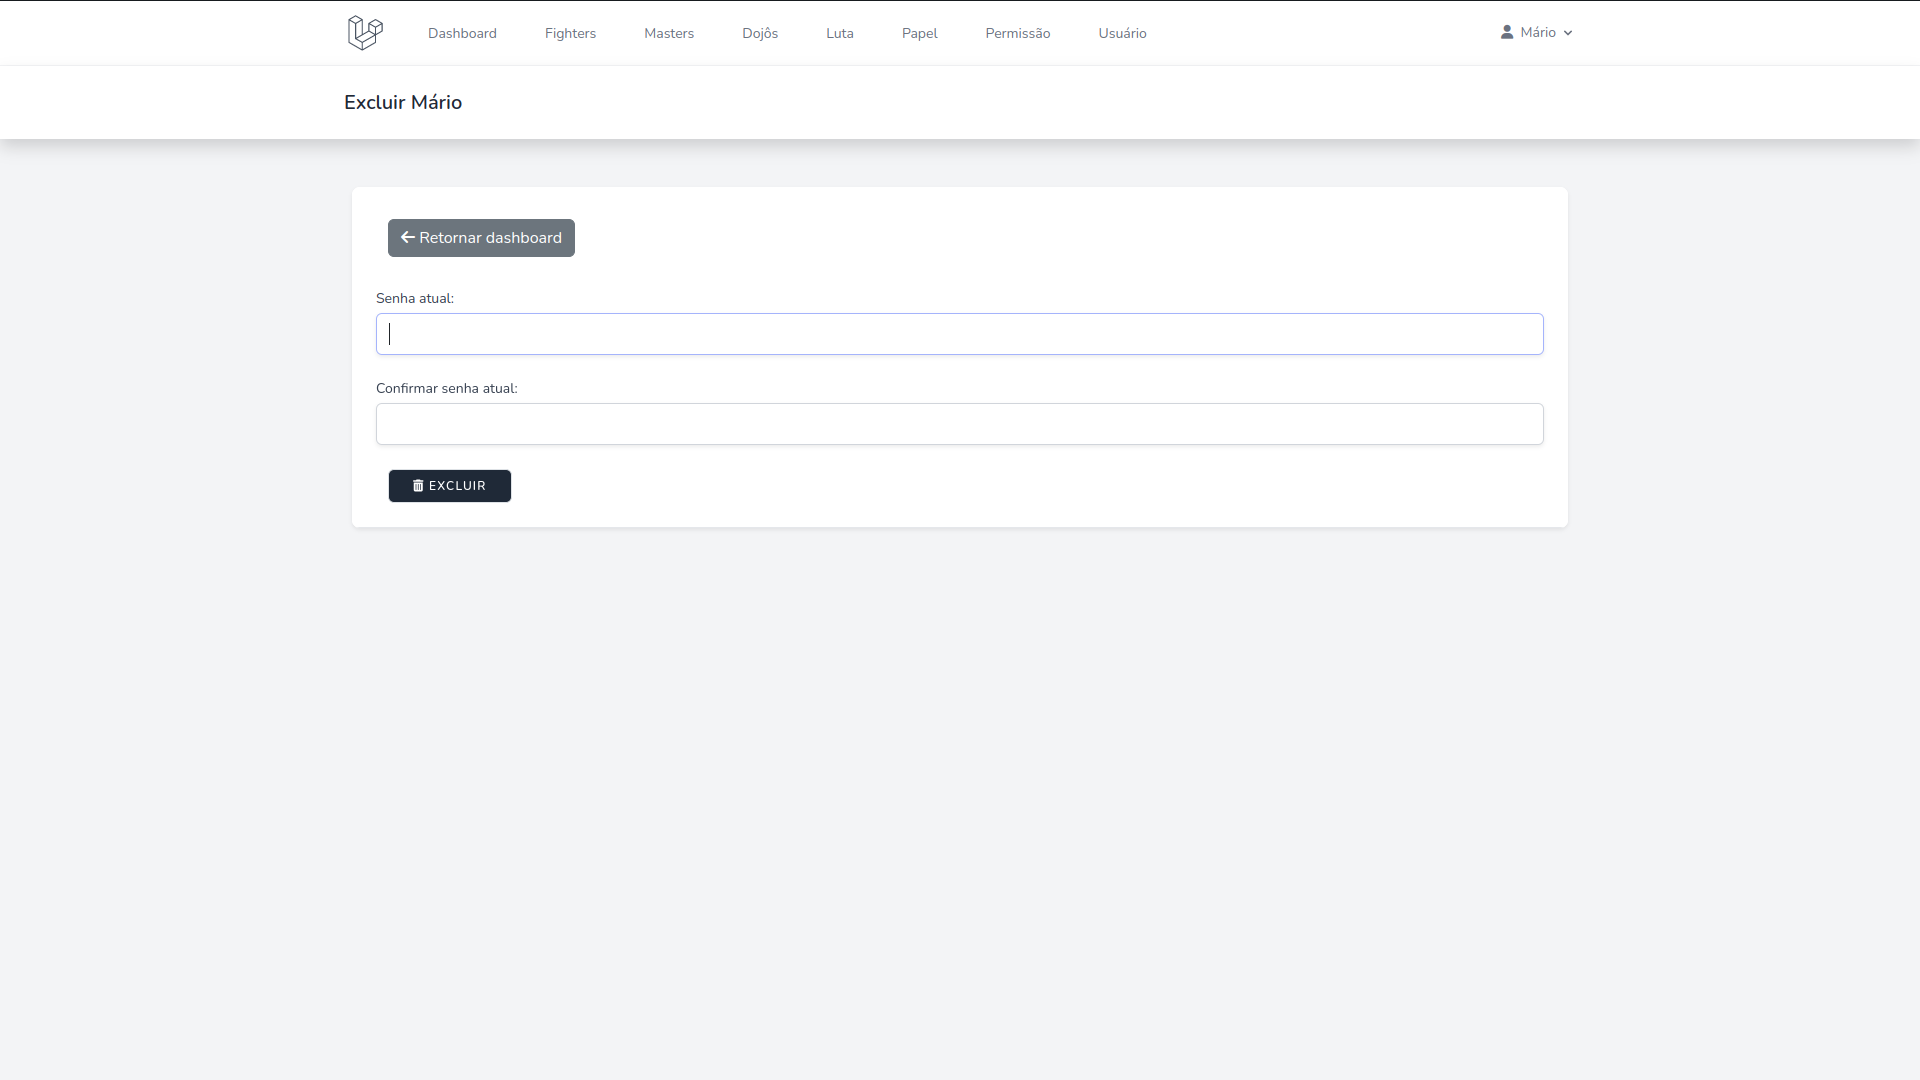 Dashboard Fighters Masters Dojôs Luta Papel Permissão Usuário Mário
Excluir Mário
Retornar dashboard
Senha atual:
Confirmar senha atual:
EXCLUIR